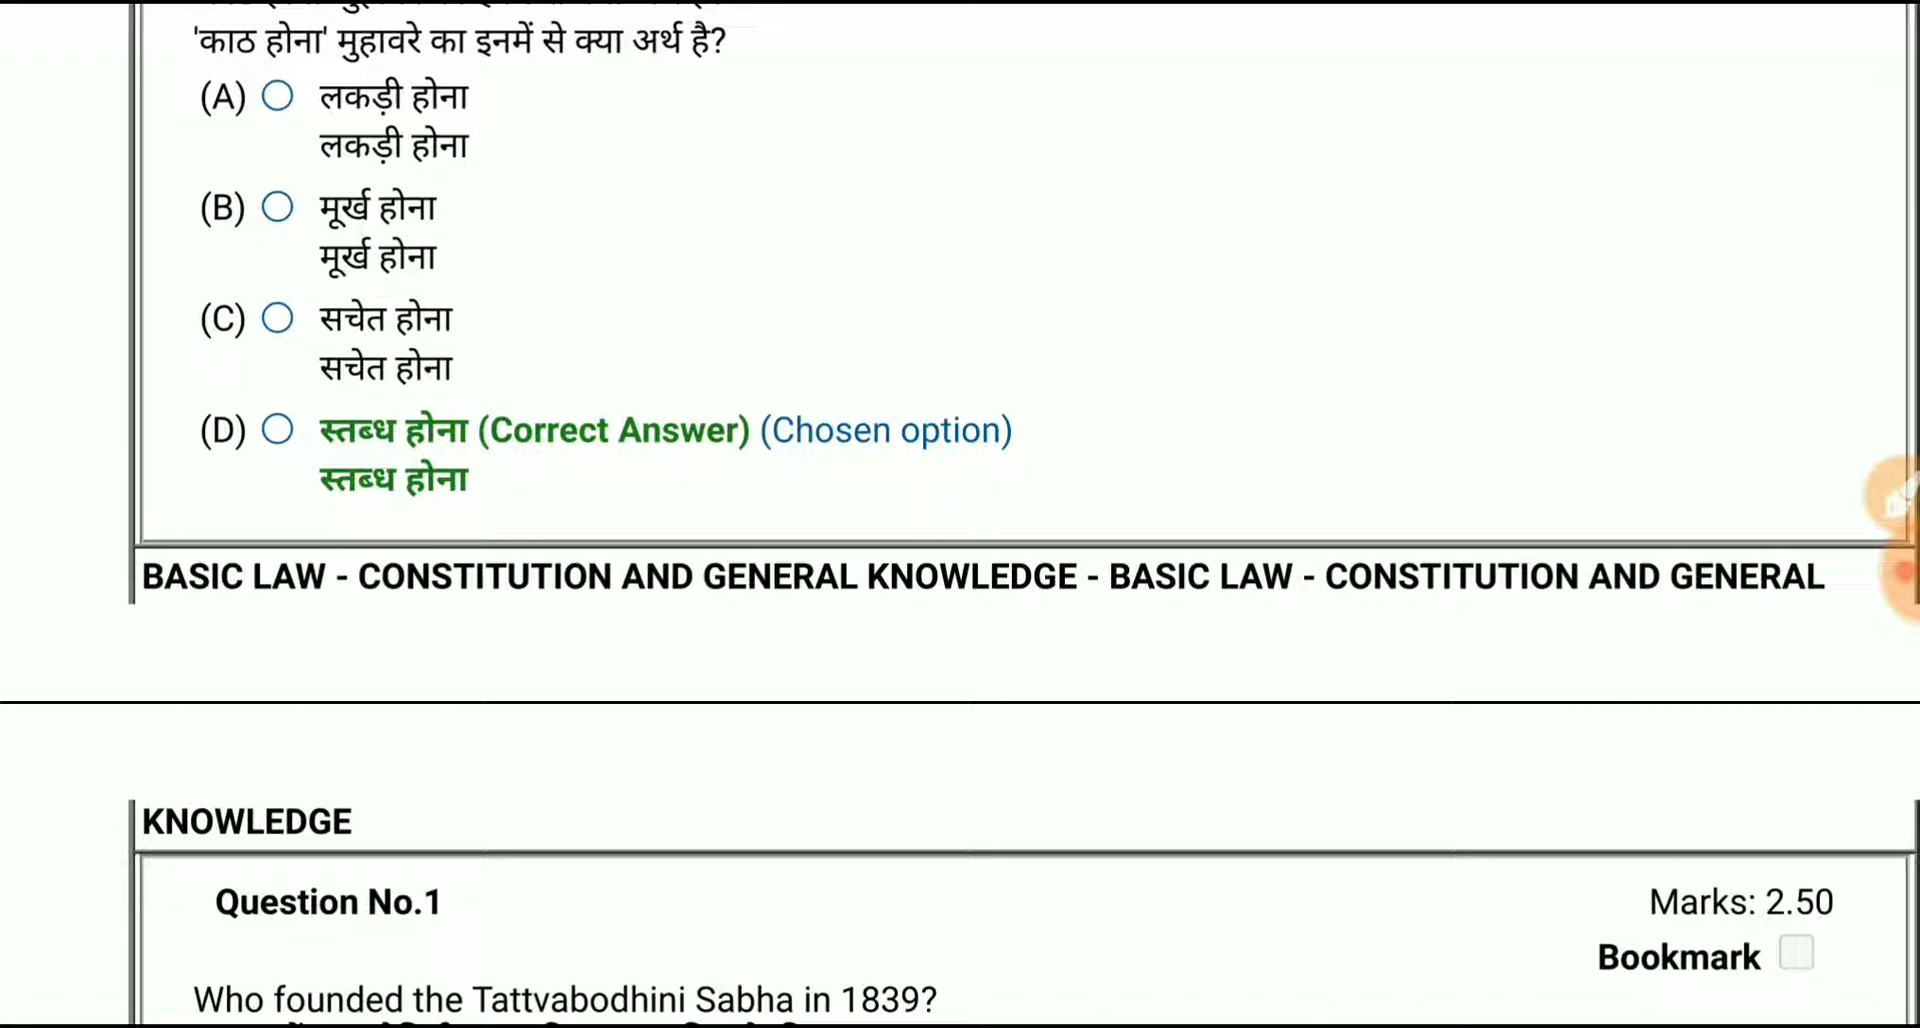 'काठ होना' मुहावरे का इनमें से क्या अर्थ है?
(A) लकड़ी होना
लकड़ी होना
(B) मूर्ख होना
मूर्ख होना
(C) सचेत होना
सचेत होना
(D) स्तब्ध होना (Correct Answer) (Chosen option)
स्तब्ध होना
BASIC LAW - CONSTITUTION AND GENERAL KNOWLEDGE - BASIC LAW - CONSTITUTION AND GENERAL
KNOWLEDGE
Question No.1 Marks: 2.50
Bookmark
Who founded the Tattvabodhini Sabha in 1839?